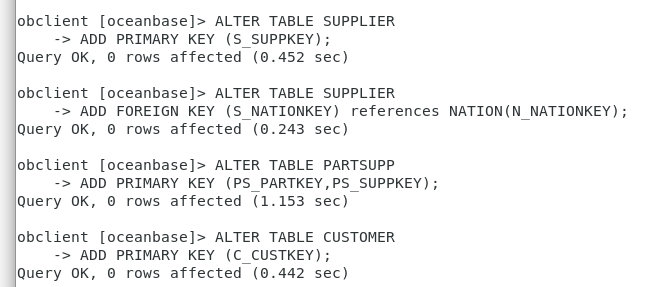 obclient [oceanbase]> ALTER TABLE SUPPLIER
    -> ADD PRIMARY KEY (S_SUPPKEY);
Query OK, 0 rows affected (0.452 sec)

obclient [oceanbase]> ALTER TABLE SUPPLIER
    -> ADD FOREIGN KEY (S_NATIONKEY) references NATION(N_NATIONKEY);
Query OK, 0 rows affected (0.243 sec)

obclient [oceanbase]> ALTER TABLE PARTSUPP
    -> ADD PRIMARY KEY (PS_PARTKEY,PS_SUPPKEY);
Query OK, 0 rows affected (1.153 sec)

obclient [oceanbase]> ALTER TABLE CUSTOMER
    -> ADD PRIMARY KEY (C_CUSTKEY);
Query OK, 0 rows affected (0.442 sec)